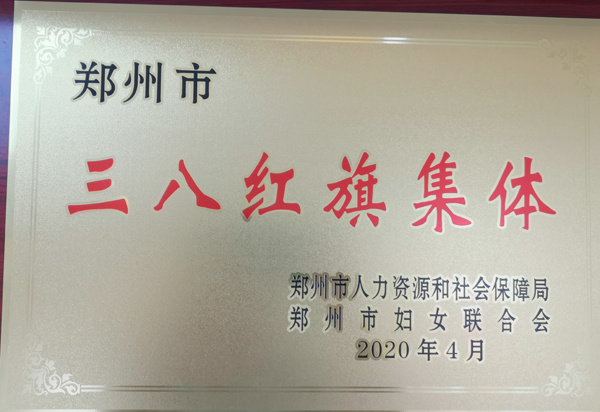 郑州市
三八红旗集体
郑州市人力资源和社会保障局
郑州市妇女联合会
2020年4月